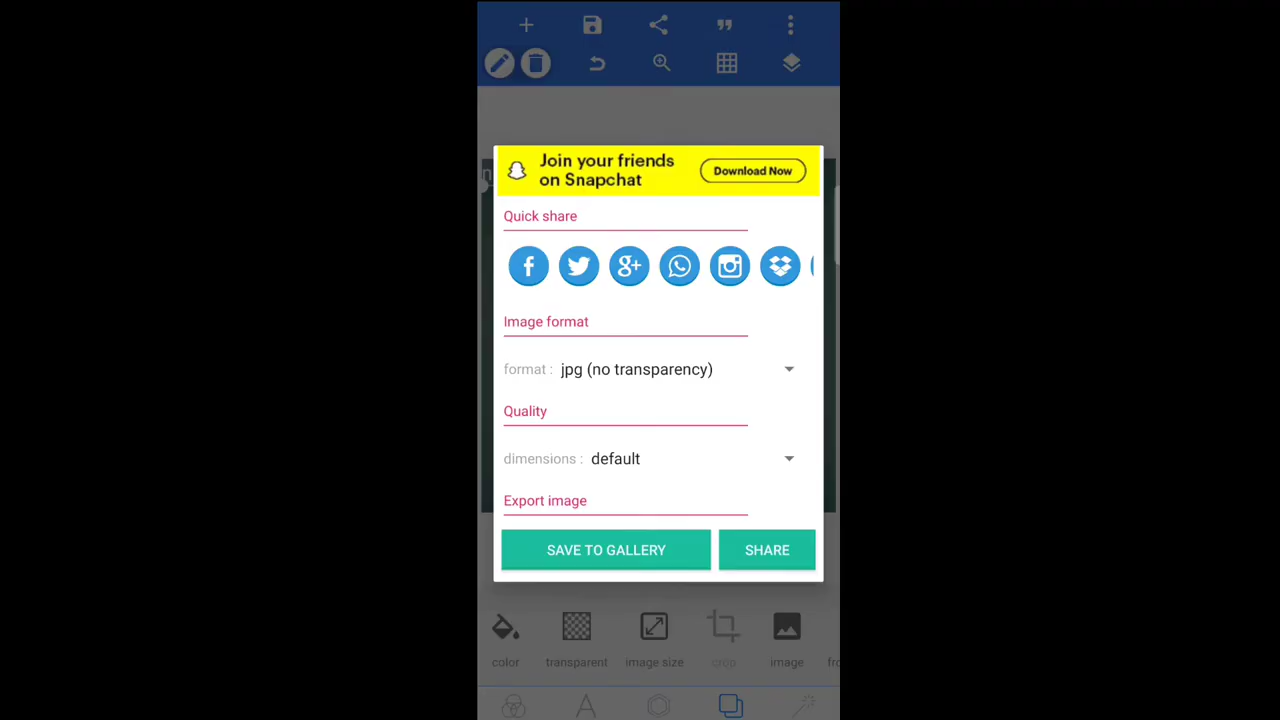 Join your friends
on Snapchat
Download Now
Quick share
Image format
format : jpg (no transparency)
Quality
dimensions : default
Export image
SAVE TO GALLERY SHARE
color transparent image size crop image